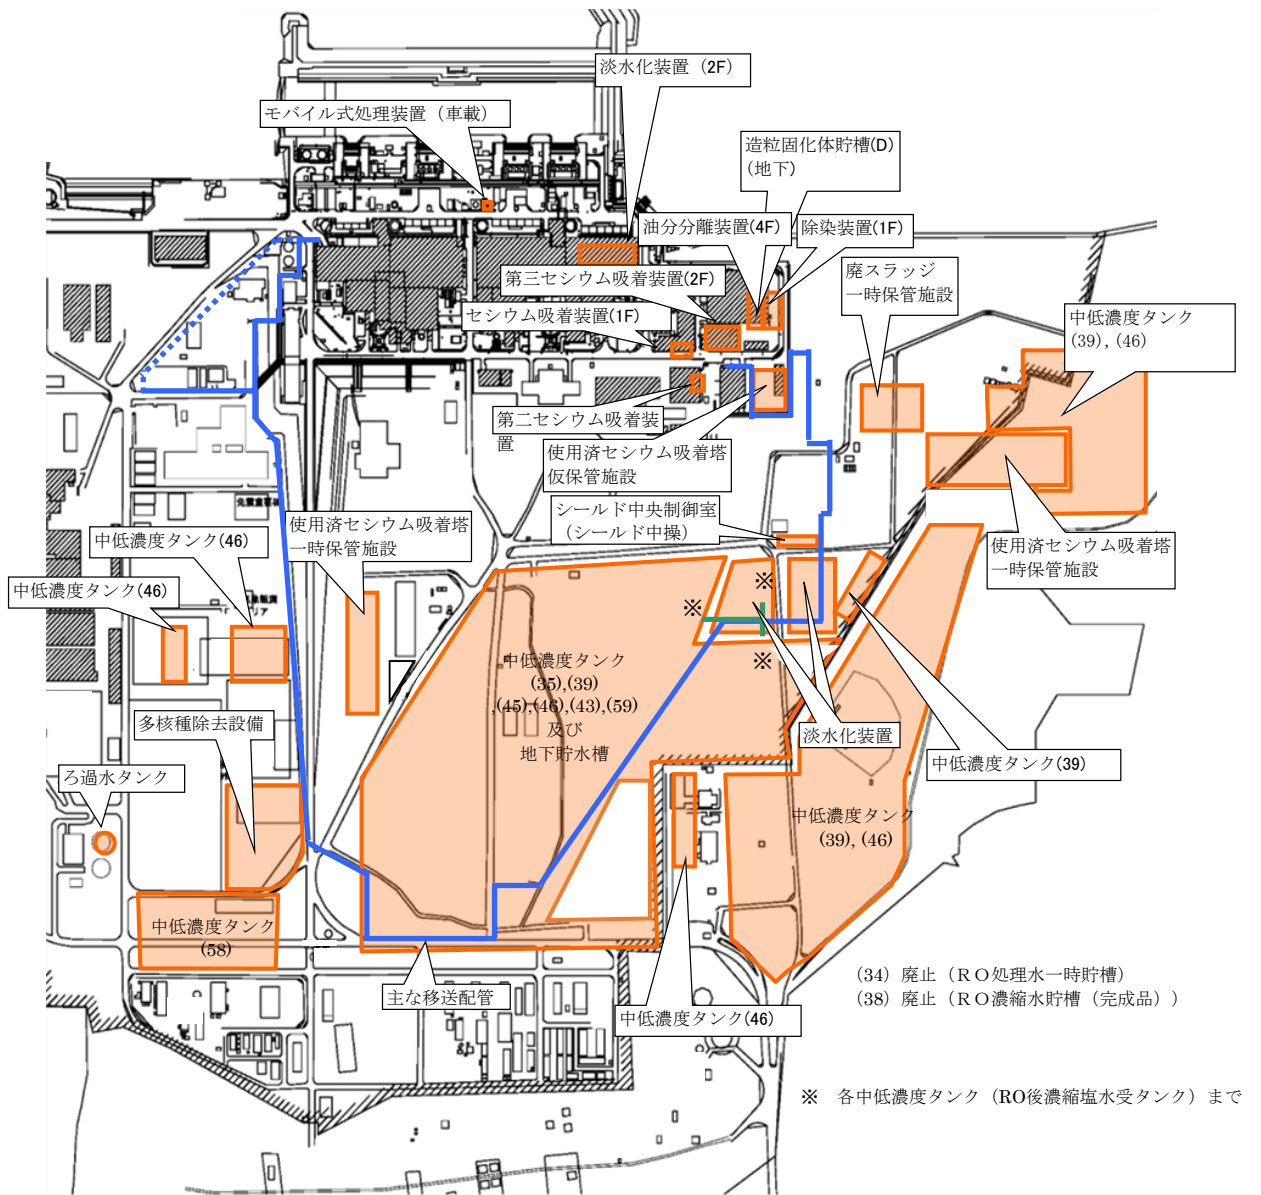 淡水化装置（2F）
モバイル式処理装置（車載）
造粒固化体貯槽(D)
(地下)
油分分離装置(4F)
除染装置(1F)
廃スラッジ
一時保管施設
第三セシウム吸着装置(2F)
中低濃度タンク
(39) , (46)
セシウム吸着装置(1F)
第二セシウム吸着装
置
使用済セシウム吸着塔
仮保管施設
シールド中央制御室
（シールド中操）
使用済セシウム吸着塔
一時保管施設
使用済セシウム吸着塔
一時保管施設
中低濃度タンク(46)
中低濃度タンク(46)
※
※
※
中低濃度タンク
(35),(39)
,(45),(46),(43),(59)
及び
地下貯水槽
多核種除去設備
淡水化装置
中低濃度タンク(39)
ろ過水タンク
中低濃度タンク
(39), (46)
中低濃度タンク
(58)
主な移送配管
中低濃度タンク(46)
(34) 廃止（ＲＯ処理水一時貯槽）
(38) 廃止（ＲＯ濃縮水貯槽（完成品））
※　各中低濃度タンク（RO後濃縮塩水受タンク）まで